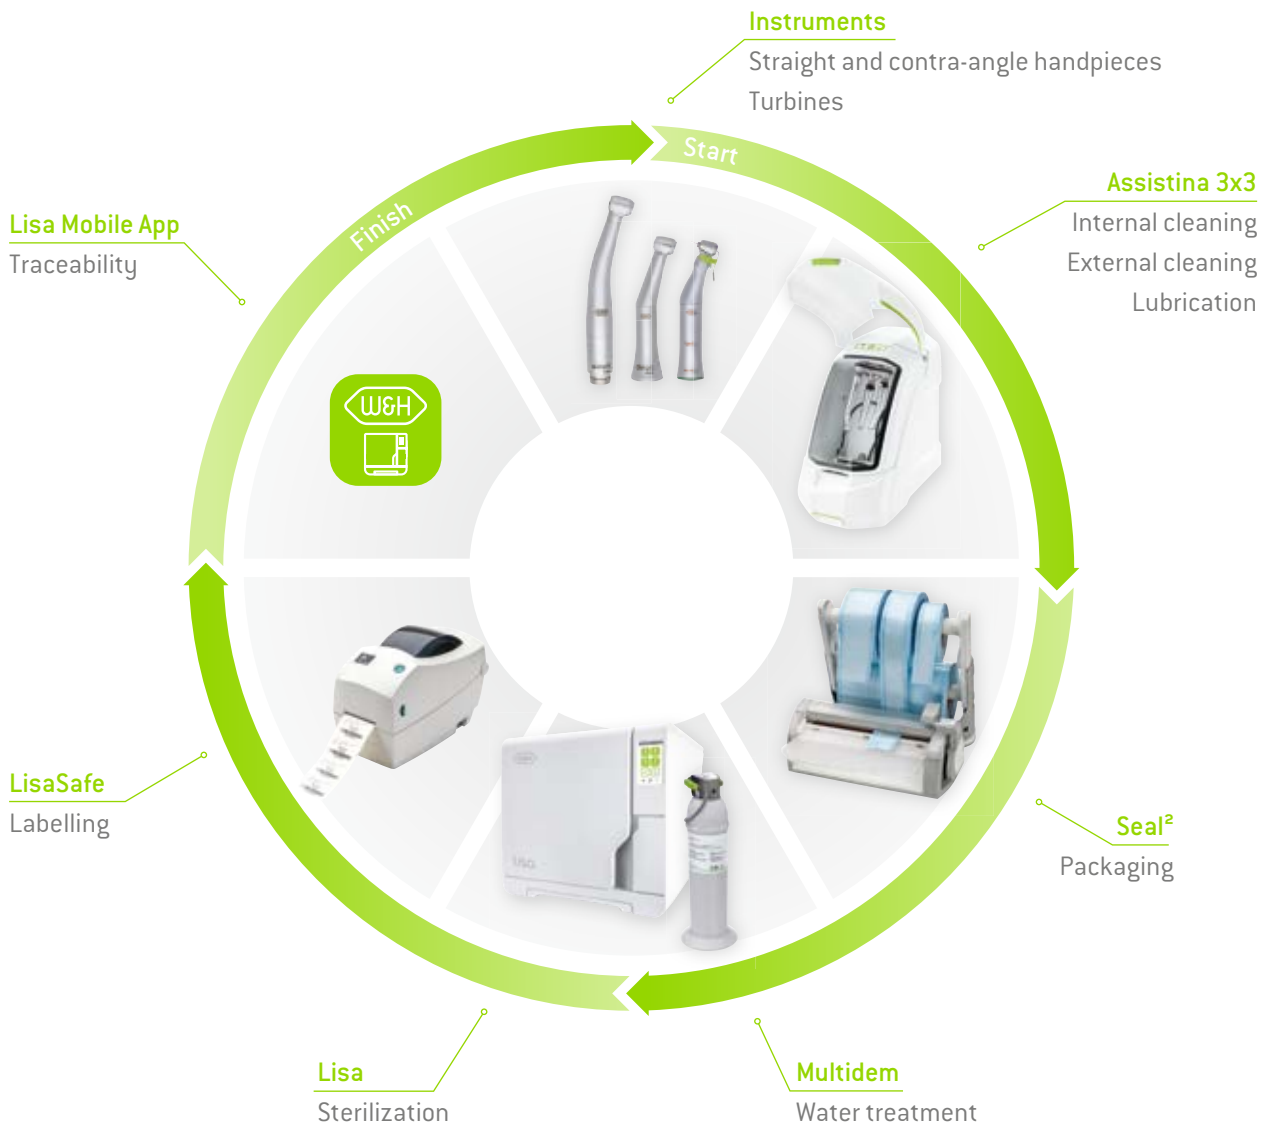 Instruments
Straight and contra-angle handpieces
Turbines
Start
Finish
Assistina 3x3
Internal cleaning
External cleaning
Lubrication
Lisa Mobile App
Traceability
W&H
LisaSafe
Labelling
Seal²
Packaging
Lisa
Sterilization
Multidem
Water treatment